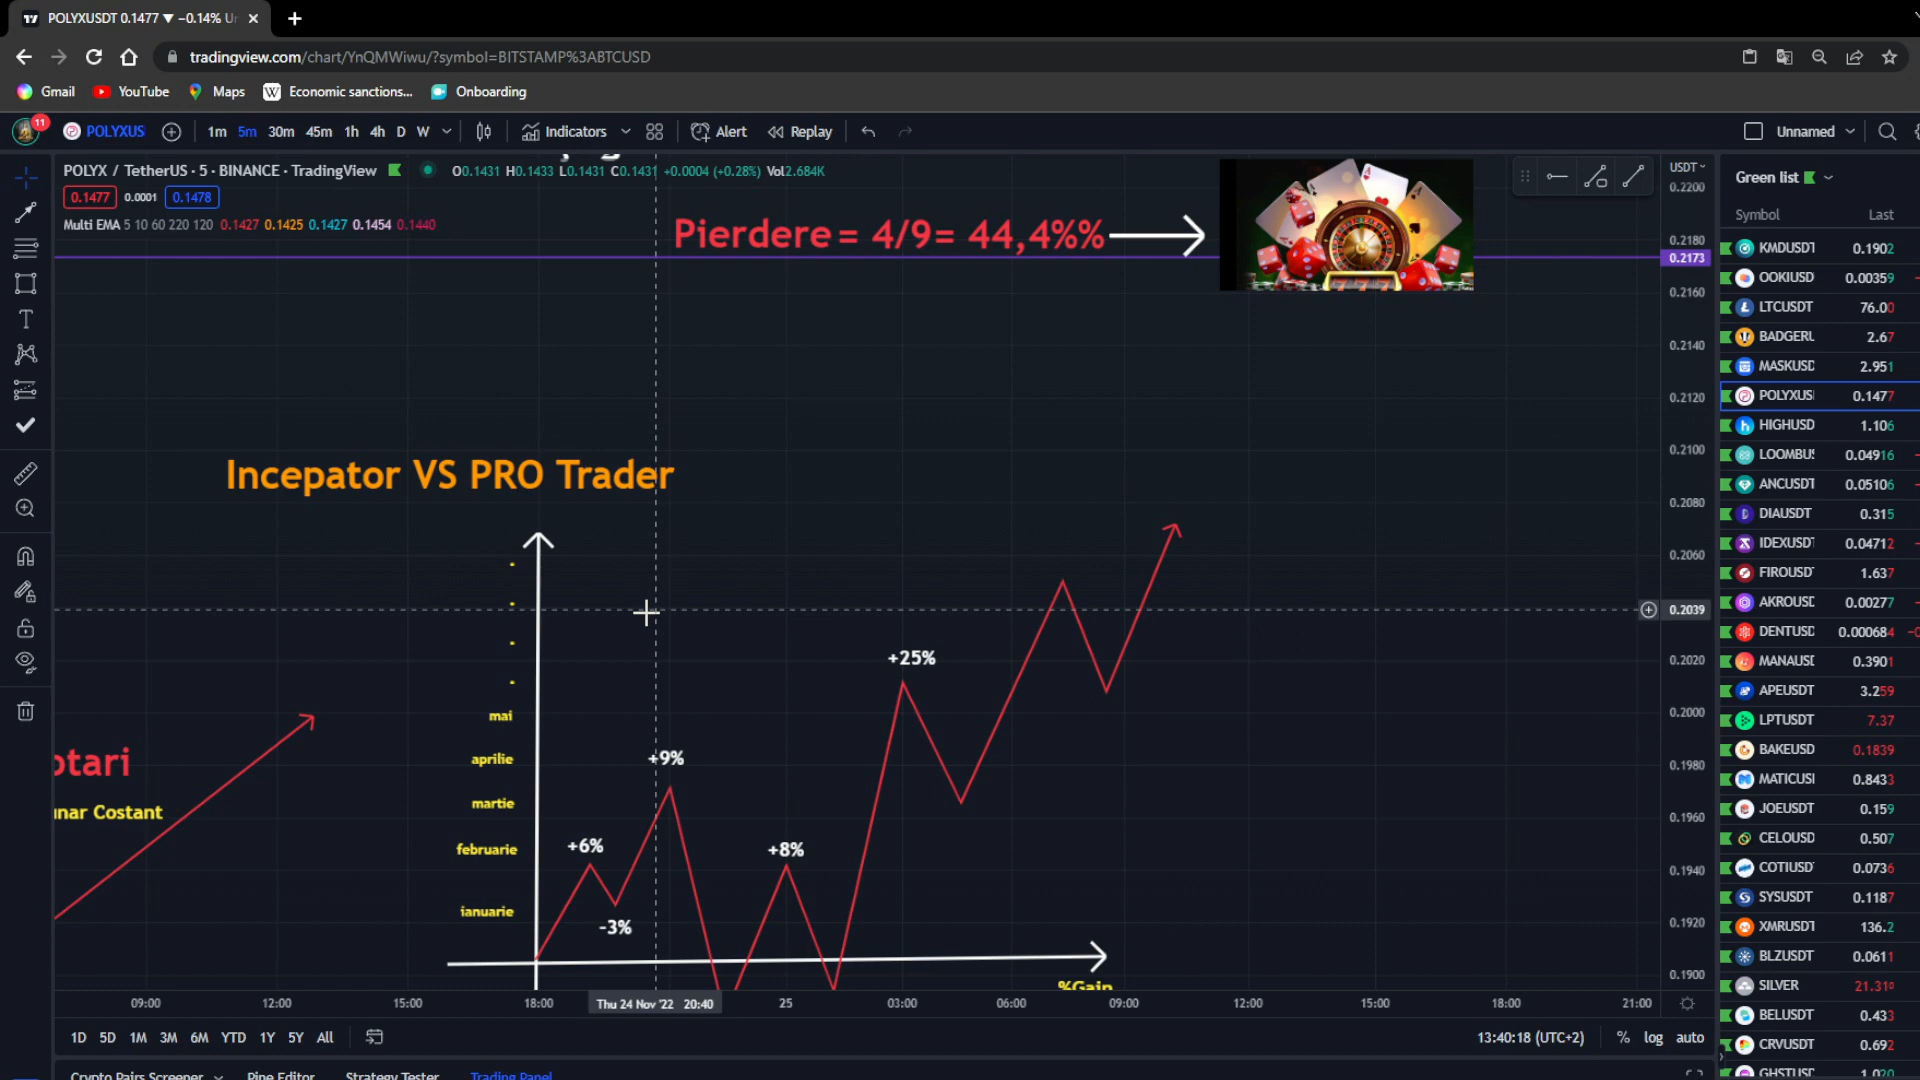 POLYXUSDT 0.1477 ▼ −0.14%
tradingview.com/chart/YnQMWiwu/?symbol=BITSTAMP%3ABTCUSD
Gmail YouTube Maps Economic sanctions... Onboarding
11 POLYXUS 1m 5m 30m 45m 1h 4h D W Indicators Alert Replay Unnamed
POLYX / TetherUS · 5 · BINANCE · TradingView O0.1431 H0.1433 L0.1431 C0.1431 +0.0004 (+0.28%) Vol2.684K
0.1477 0.0001 0.1478
Multi EMA 5 10 60 220 120 0.1427 0.1425 0.1427 0.1454 0.1440
Pierdere = 4/9= 44,4%%
Incepator VS PRO Trader
mai
aprilie
martie
februarie
ianuarie
+6%
-3%
+9%
+8%
+25%
%Gain
otari
unar Costant
USDT
0.2200
0.2180
0.2173
0.2160
0.2140
0.2120
0.2100
0.2080
0.2060
0.2039
0.2020
0.2000
0.1980
0.1960
0.1940
0.1920
0.1900
09:00 12:00 15:00 18:00 Thu 24 Nov '22 20:40 25 03:00 06:00 09:00 12:00 15:00 18:00 21:00
1D 5D 1M 3M 6M YTD 1Y 5Y All 13:40:18 (UTC+2) % log auto
Crypto Pairs Screener Pine Editor Strategy Tester Trading Panel
Green list
Symbol Last
KMDUSDT 0.1902
OOKIUSD 0.00359
LTCUSDT 76.00
BADGERU 2.67
MASKUSD 2.951
POLYXUS 0.1477
HIGHUSD 1.106
LOOMBUS 0.04916
ANCUSDT 0.05106
DIAUSDT 0.315
IDEXUSDT 0.04712
FIROUSDT 1.637
AKROUSD 0.00277
DENTUSD 0.000684
MANAUSD 0.3901
APEUSDT 3.259
LPTUSDT 7.37
BAKEUSD 0.1839
MATICUSD 0.8433
JOEUSDT 0.159
CELOUSD 0.507
COTIUSDT 0.0736
SYSUSDT 0.1187
XMRUSDT 136.2
BLZUSDT 0.0611
SILVER 21.310
BELUSDT 0.433
CRVUSDT 0.692
GHSTUSD 1.020